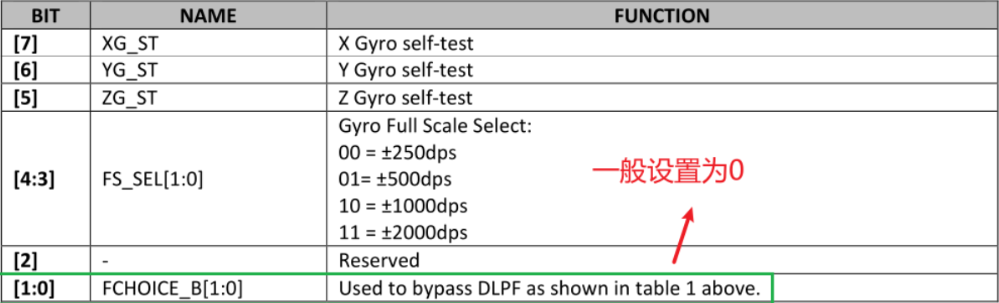 BIT NAME FUNCTION
[7] XG_ST X Gyro self-test
[6] YG_ST Y Gyro self-test
[5] ZG_ST Z Gyro self-test
Gyro Full Scale Select:
00 = ±250dps
[4:3] FS_SEL[1:0] 01= ±500dps
一般设置为0
10 = ±1000dps
11 = ±2000dps
[2] - Reserved
[1:0] FCHOICE_B[1:0] Used to bypass DLPF as shown in table 1 above.